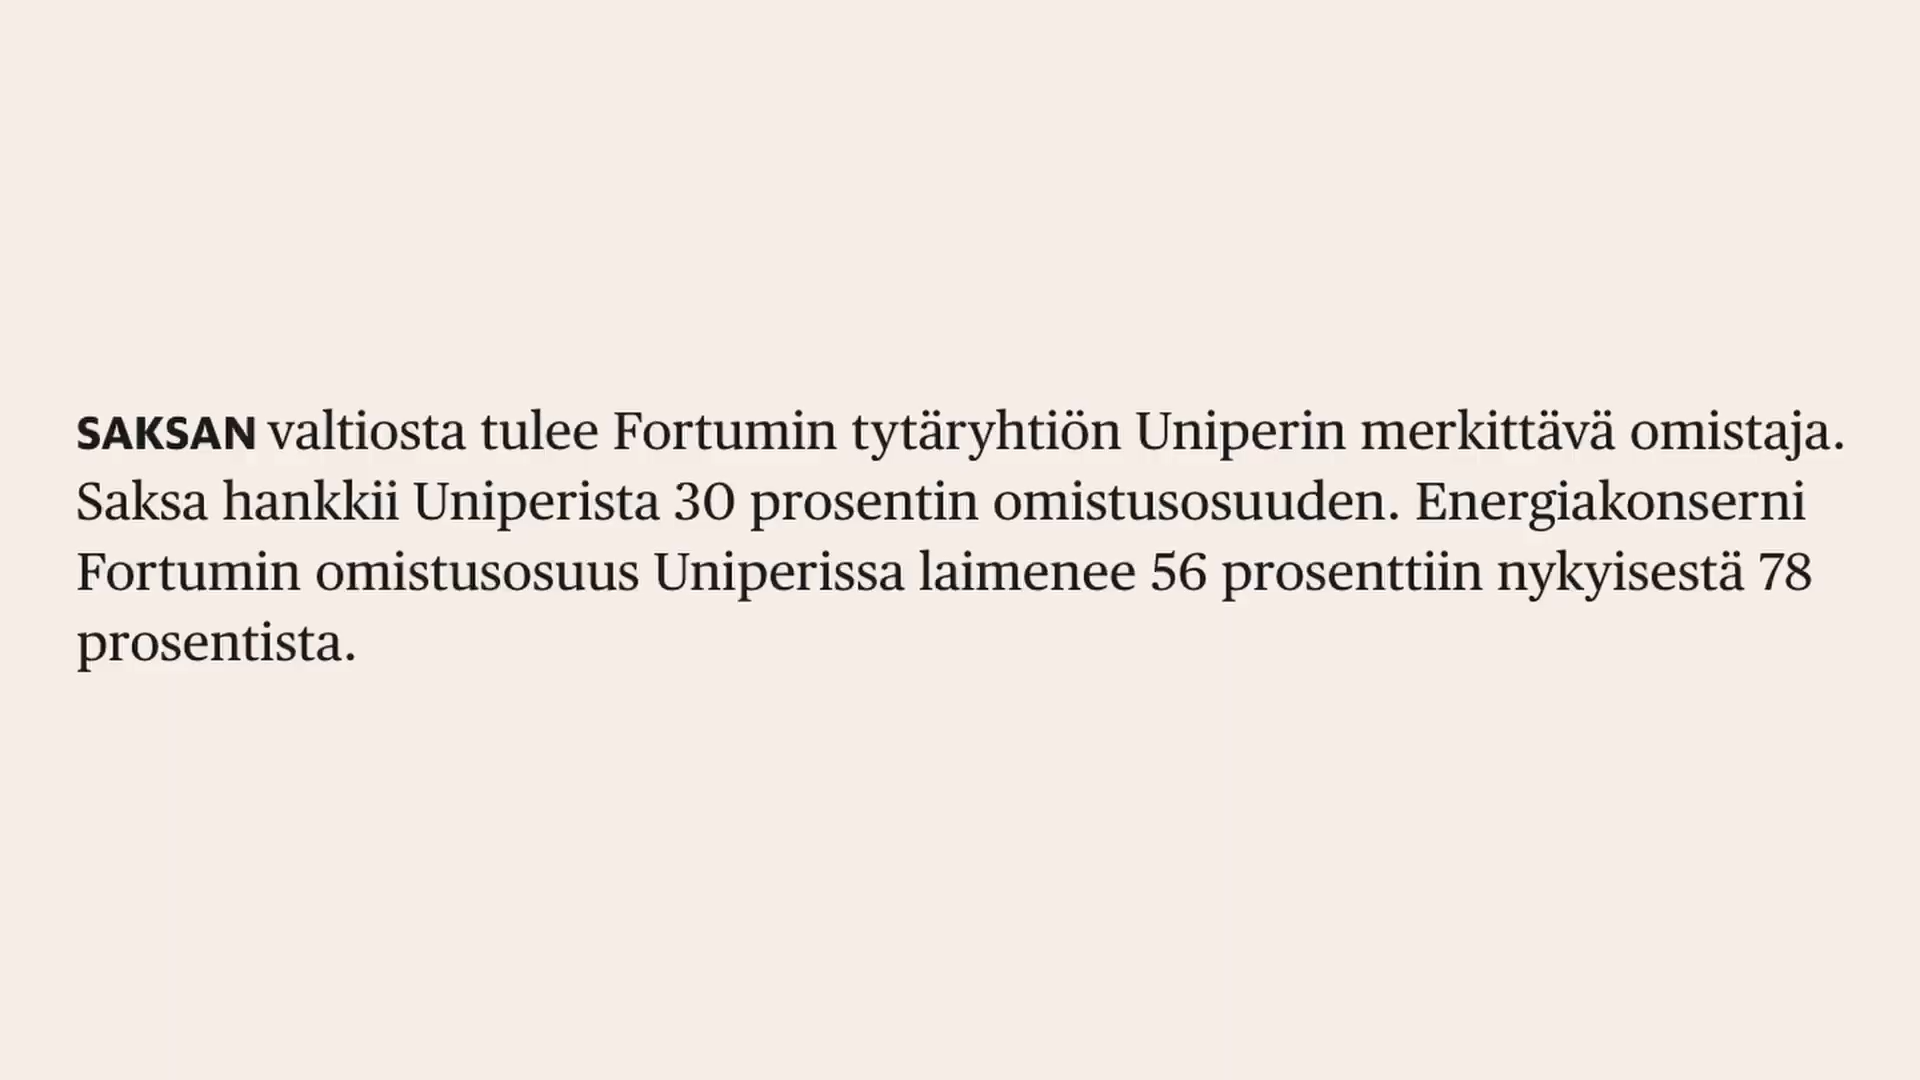 SAKSAN valtiosta tulee Fortumin tytäryhtiön Uniperin merkittävä omistaja.
Saksa hankkii Uniperista 30 prosentin omistusosuuden. Energiakonserni
Fortumin omistusosuus Uniperissa laimenee 56 prosenttiin nykyisestä 78
prosentista.